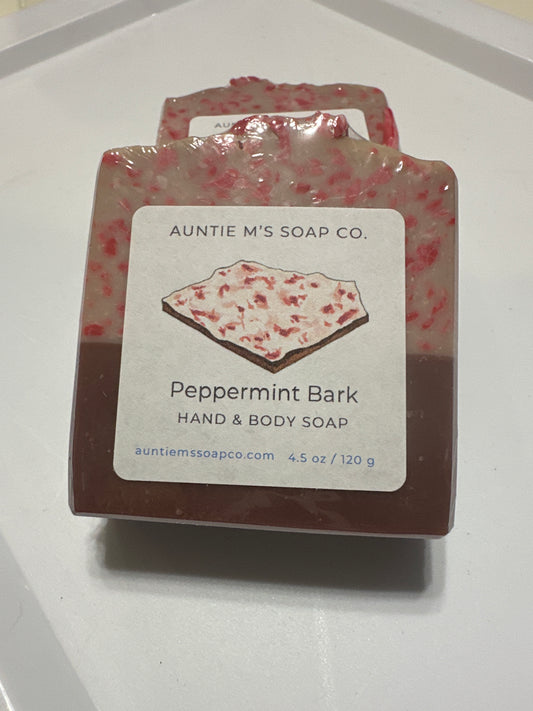 AUNTIE M'S SOAP CO.
Peppermint Bark
HAND & BODY SOAP
auntiemssoapco.com 4.5 oz / 120 g